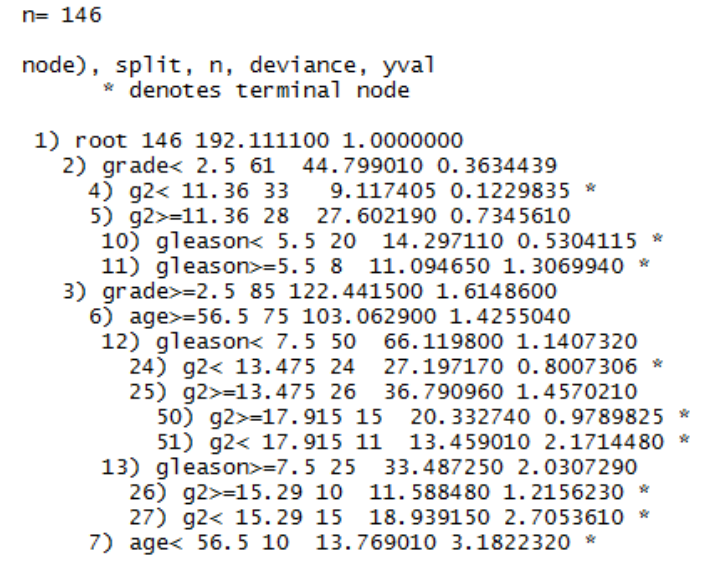 n= 146
node), split, n, deviance, yval
* denotes terminal node
1) root 146 192.111100 1.0000000
2) grade< 2.5 61 44.799010 0.3634439
4) g2< 11.36 33 9.117405 0.1229835 *
5) g2>=11.36 28 27.602190 0.7345610
10) gleason< 5.5 20 14.297110 0.5304115 *
11) gleason>=5.5 8 11.094650 1.3069940 *
3) grade>=2.5 85 122.441500 1.6148600
6) age>=56.5 75 103.062900 1.4255040
12) gleason< 7.5 50 66.119800 1.1407320
24) g2< 13.475 24 27.197170 0.8007306 *
25) g2>=13.475 26 36.790960 1.4570210
50) g2>=17.915 15 20.332740 0.9789825 *
51) g2< 17.915 11 13.459010 2.1714480 *
13) gleason>=7.5 25 33.487250 2.0307290
26) g2>=15.29 10 11.588480 1.2156230 *
27) g2< 15.29 15 18.939150 2.7053610 *
7) age< 56.5 10 13.769010 3.1822320 *